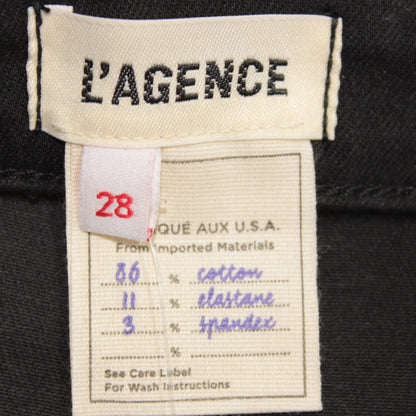 L'AGENCE
28
QUÉ AUX U.S.A.
From Imported Materials
86 % cotton
11 % elastane
3 % spandex
%
See Care Label
For Wash Instructions